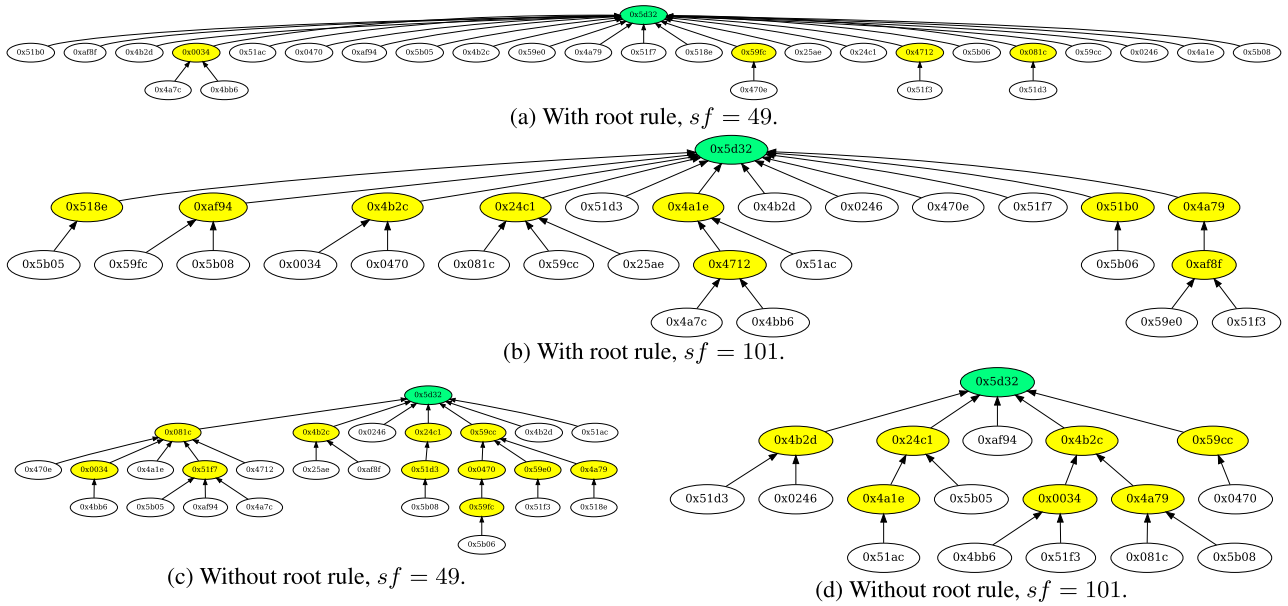 0x5d32
0x51b0 0xaf8f 0x4b2d 0x0034 0x51ac 0x0470 0xaf94 0x5b05 0x4b2c 0x59e0 0x4a79 0x51f7 0x518e 0x59fc 0x25ae 0x24c1 0x4712 0x5b06 0x081c 0x59cc 0x0246 0x4a1e 0x5b08
0x4a7c 0x4bb6 0x470e 0x51f3 0x51d3
(a) With root rule, sf = 49.
0x5d32
0x518e 0xaf94 0x4b2c 0x24c1 0x51d3 0x4a1e 0x4b2d 0x0246 0x470e 0x51f7 0x51b0 0x4a79
0x5b05 0x59fc 0x5b08 0x0034 0x0470 0x081c 0x59cc 0x25ae 0x4712 0x51ac 0x5b06 0xaf8f
0x4a7c 0x4bb6 0x59e0 0x51f3
(b) With root rule, sf = 101.
0x5d32
0x081c 0x4b2c 0x0246 0x24c1 0x59cc 0x4b2d 0x51ac
0x470e 0x0034 0x4a1e 0x51f7 0x4712 0x25ae 0xaf8f 0x51d3 0x0470 0x59e0 0x4a79
0x4bb6 0x5b05 0xaf94 0x4a7c 0x5b08 0x59fc 0x51f3 0x518e
0x5b06
(c) Without root rule, sf = 49.
0x5d32
0x4b2d 0x24c1 0xaf94 0x4b2c 0x59cc
0x51d3 0x0246 0x4a1e 0x5b05 0x0034 0x4a79 0x0470
0x51ac 0x4bb6 0x51f3 0x081c 0x5b08
(d) Without root rule, sf = 101.